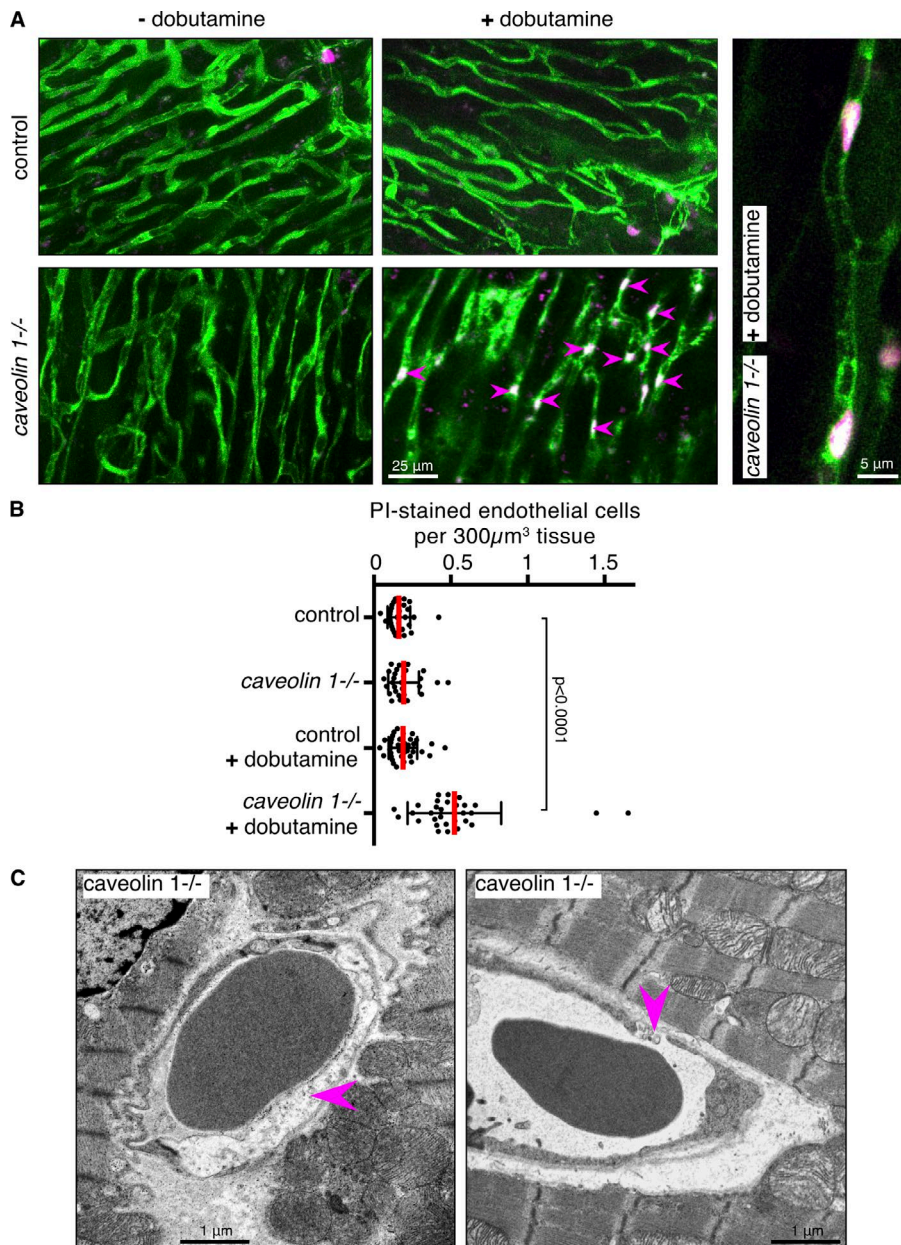 A
- dobutamine
+ dobutamine
control
caveolin 1-/-
25 µm
caveolin 1-/- + dobutamine
5 µm
B
PI-stained endothelial cells
per 300µm³ tissue
0 0.5 1 1.5
control
caveolin 1-/-
control
+ dobutamine
caveolin 1-/-
+ dobutamine
p<0.0001
C
caveolin 1-/-
1 µm
caveolin 1-/-
1 µm